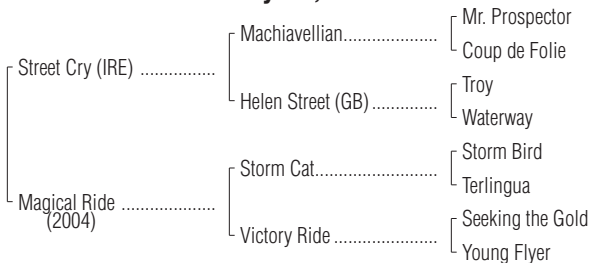 Mr. Prospector
Machiavellian..................
Coup de Folie
Street Cry (IRE) ...............
Troy
Helen Street (GB) .............
Waterway
Storm Bird
Storm Cat........................
Terlingua
Magical Ride ..................
(2004)
Seeking the Gold
Victory Ride ....................
Young Flyer